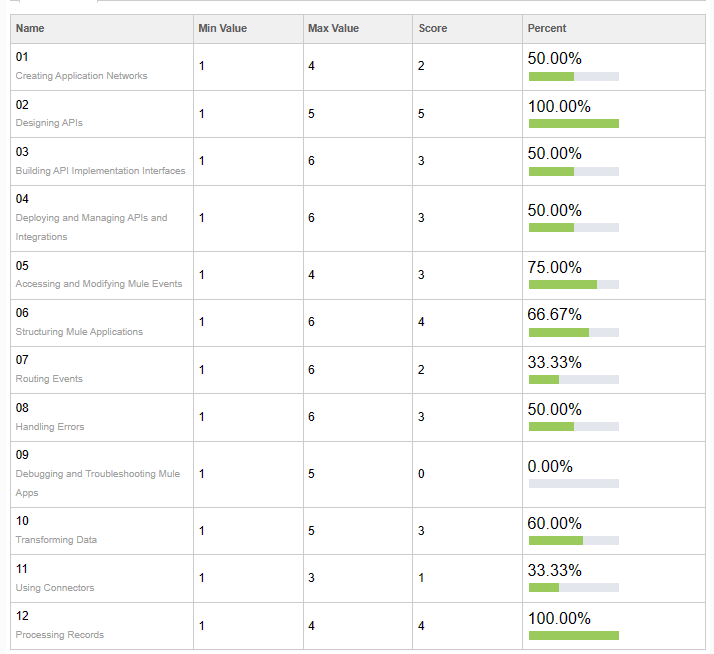 Name Min Value Max Value Score Percent
01 1 4 2 50.00%
Creating Application Networks
02 1 5 5 100.00%
Designing APIs
03 1 6 3 50.00%
Building API Implementation Interfaces
04 1 6 3 50.00%
Deploying and Managing APIs and
Integrations
05 1 4 3 75.00%
Accessing and Modifying Mule Events
06 1 6 4 66.67%
Structuring Mule Applications
07 1 6 2 33.33%
Routing Events
08 1 6 3 50.00%
Handling Errors
09 1 5 0 0.00%
Debugging and Troubleshooting Mule
Apps
10 1 5 3 60.00%
Transforming Data
11 1 3 1 33.33%
Using Connectors
12 1 4 4 100.00%
Processing Records